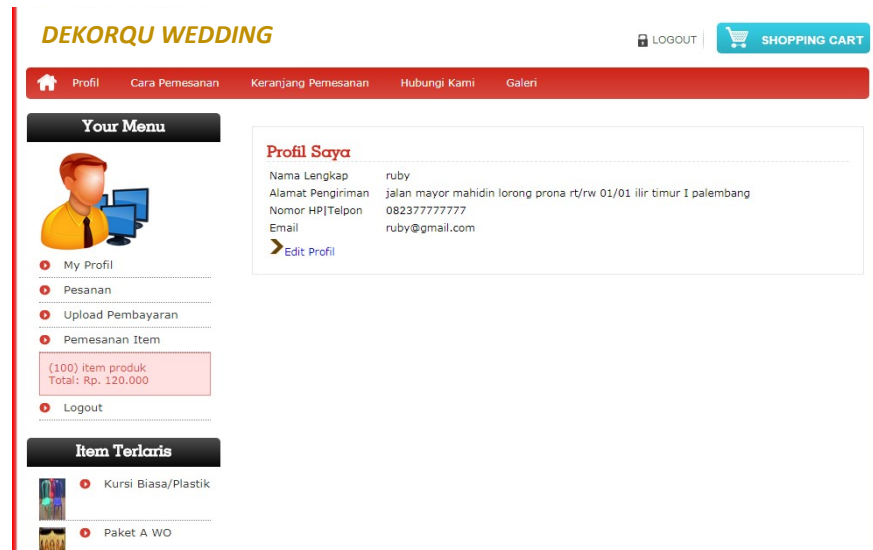 DEKORQU WEDDING
LOGOUT
SHOPPING CART
Profil
Cara Pemesanan
Keranjang Pemesanan
Hubungi Kami
Galeri
Your Menu
My Profil
Pesanan
Upload Pembayaran
Pemesanan Item
(100) item produk
Total: Rp. 120.000
Logout
Item Terlaris
Kursi Biasa/Plastik
Paket A WO
Profil Saya
Nama Lengkap ruby
Alamat Pengiriman jalan mayor mahidin lorong prona rt/rw 01/01 ilir timur I palembang
Nomor HP|Telpon 082377777777
Email ruby@gmail.com
Edit Profil